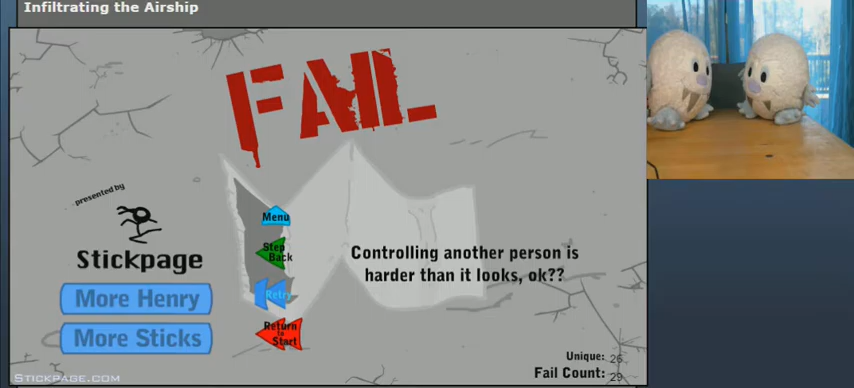 Infiltrating the Airship
FAIL
presented by
Stickpage
More Henry
More Sticks
STICKPAGE.COM
Menu
Step
Back
Retry
Return
to
Start
Controlling another person is
harder than it looks, ok??
Unique: 26
Fail Count: 29